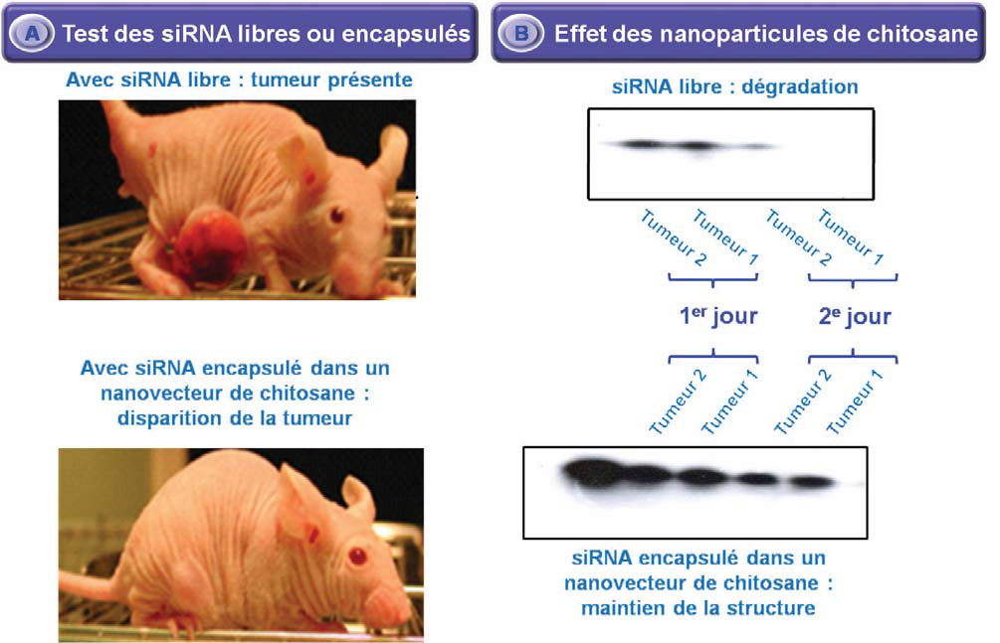 A Test des siRNA libres ou encapsulés
Avec siRNA libre : tumeur présente
Avec siRNA encapsulé dans un
nanovecteur de chitosane :
disparition de la tumeur
B Effet des nanoparticules de chitosane
siRNA libre : dégradation
Tumeur 2 Tumeur 1 Tumeur 2 Tumeur 1
1er jour 2e jour
Tumeur 2 Tumeur 1 Tumeur 2 Tumeur 1
siRNA encapsulé dans un
nanovecteur de chitosane :
maintien de la structure